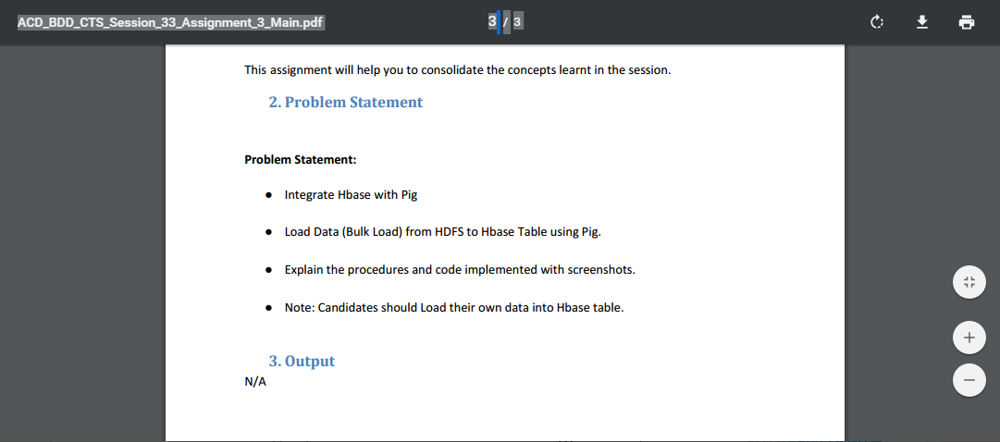 ACD_BDD_CTS_Session_33_Assignment_3_Main.pdf
3 / 3
This assignment will help you to consolidate the concepts learnt in the session.
2. Problem Statement
Problem Statement:
● Integrate Hbase with Pig
● Load Data (Bulk Load) from HDFS to Hbase Table using Pig.
● Explain the procedures and code implemented with screenshots.
● Note: Candidates should Load their own data into Hbase table.
3. Output
N/A